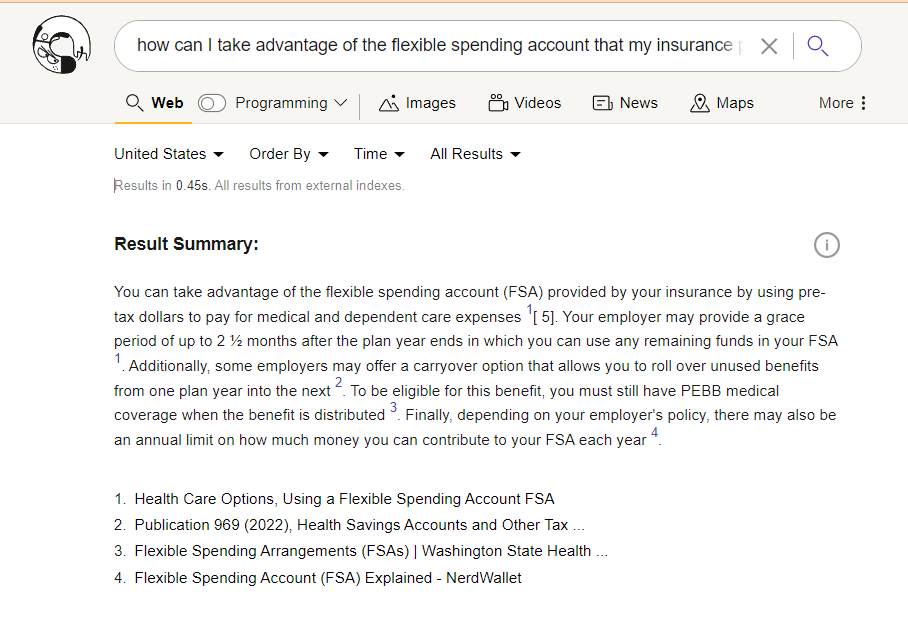 how can I take advantage of the flexible spending account that my insurance
Web Programming Images Videos News Maps More
United States Order By Time All Results
Results in 0.45s. All results from external indexes.
Result Summary:
You can take advantage of the flexible spending account (FSA) provided by your insurance by using pre-
tax dollars to pay for medical and dependent care expenses 1[ 5]. Your employer may provide a grace
period of up to 2 ½ months after the plan year ends in which you can use any remaining funds in your FSA
1. Additionally, some employers may offer a carryover option that allows you to roll over unused benefits
from one plan year into the next 2. To be eligible for this benefit, you must still have PEBB medical
coverage when the benefit is distributed 3. Finally, depending on your employer's policy, there may also be
an annual limit on how much money you can contribute to your FSA each year 4.
1. Health Care Options, Using a Flexible Spending Account FSA
2. Publication 969 (2022), Health Savings Accounts and Other Tax ...
3. Flexible Spending Arrangements (FSAs) | Washington State Health ...
4. Flexible Spending Account (FSA) Explained - NerdWallet